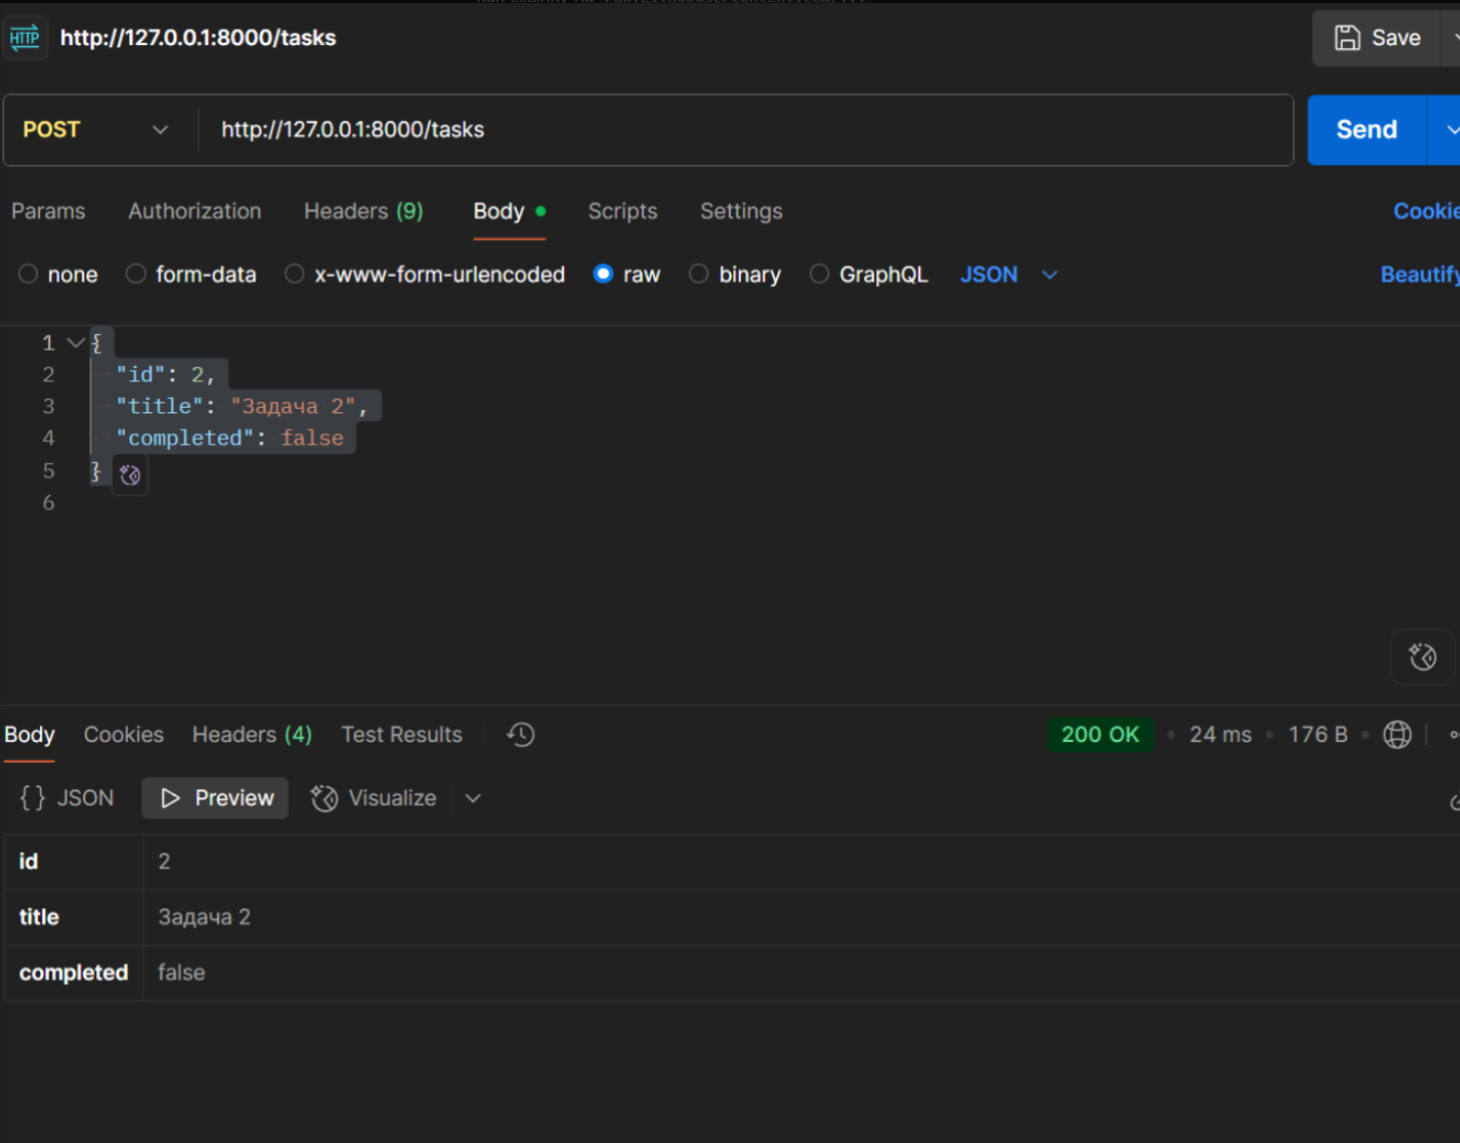 HTTP http://127.0.0.1:8000/tasks Save
POST http://127.0.0.1:8000/tasks Send
Params Authorization Headers (9) Body Scripts Settings Cookie
none form-data x-www-form-urlencoded raw binary GraphQL JSON Beautify
1 {
2 "id": 2,
3 "title": "Задача 2",
4 "completed": false
5 }
6
Body Cookies Headers (4) Test Results 200 OK • 24 ms • 176 B •
{} JSON Preview Visualize
id 2
title Задача 2
completed false